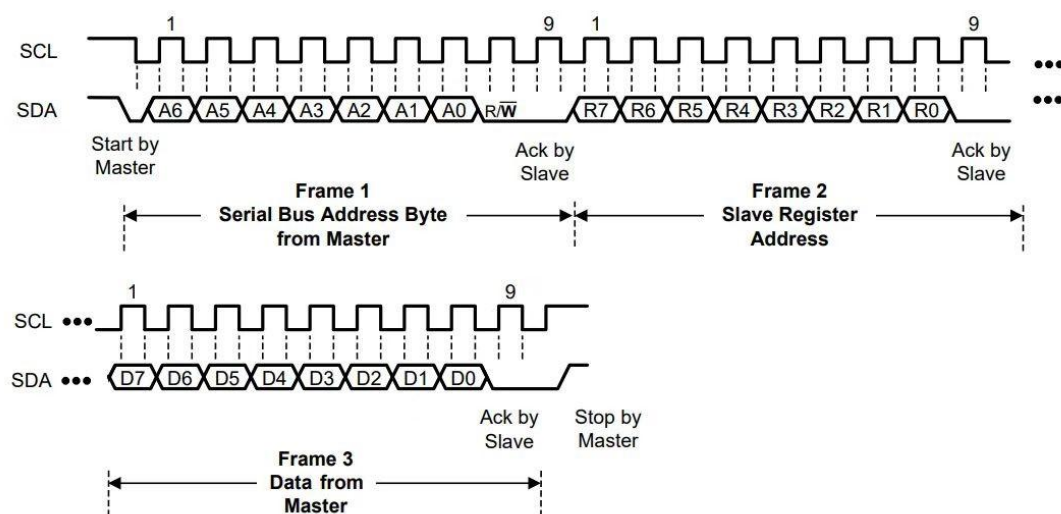 1 9 1 9
SCL •••
SDA A6 A5 A4 A3 A2 A1 A0 R/W̅ R7 R6 R5 R4 R3 R2 R1 R0 •••
Start by
Master
Ack by
Slave
Ack by
Slave
Frame 1
Serial Bus Address Byte
from Master
Frame 2
Slave Register
Address
1 9
SCL •••
SDA ••• D7 D6 D5 D4 D3 D2 D1 D0
Ack by
Slave
Stop by
Master
Frame 3
Data from
Master